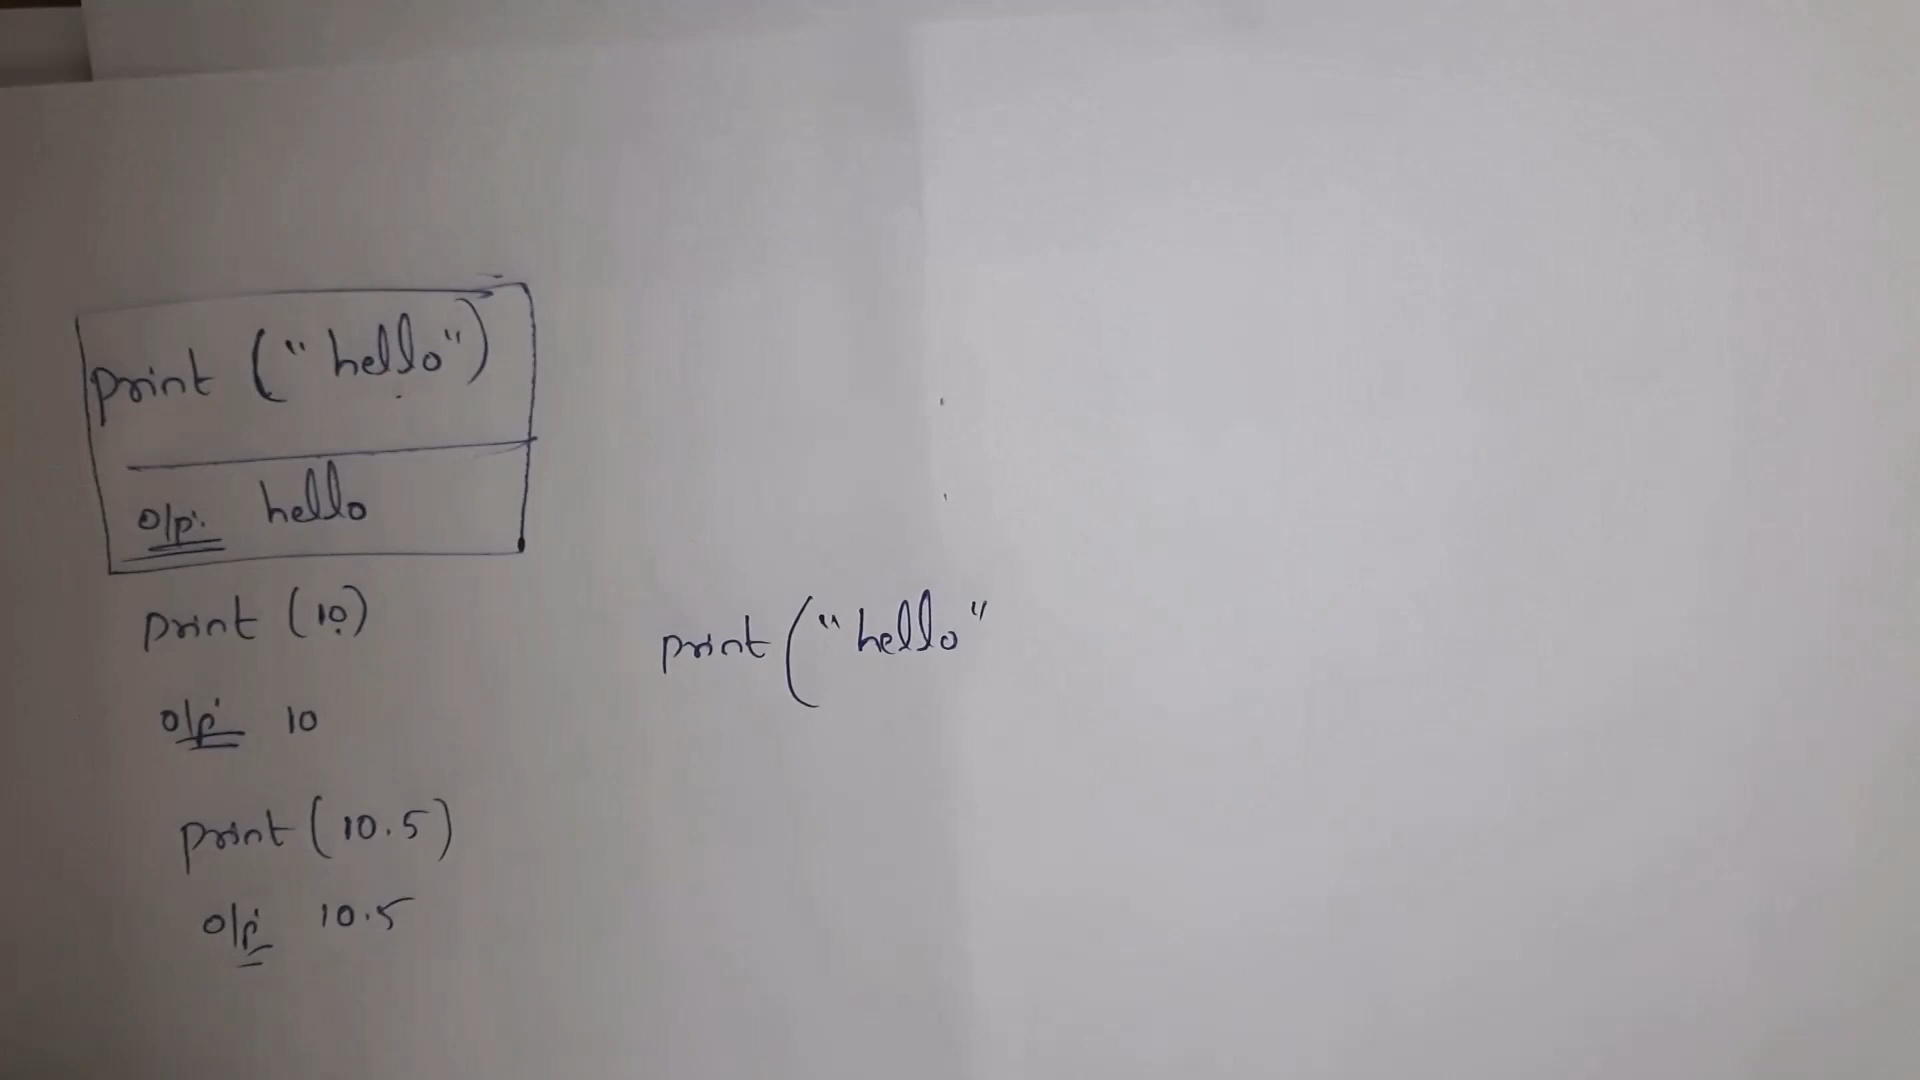 print ("hello")
o/p: hello
print (10)
o/p: 10
print (10.5)
o/p: 10.5
print ("hello"